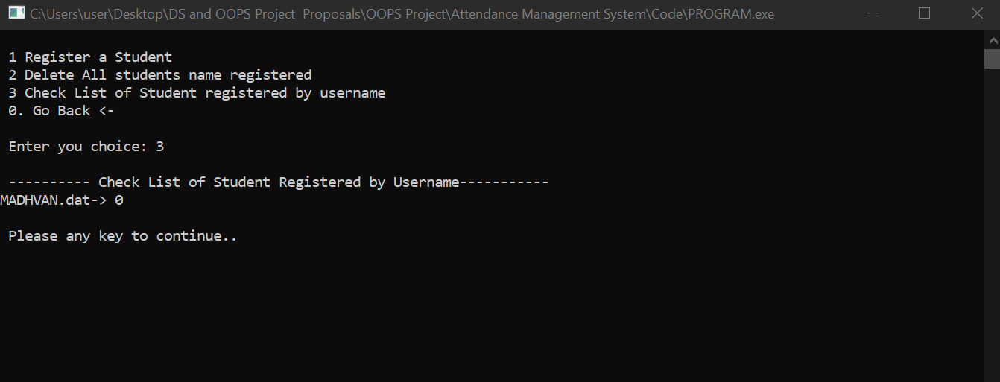 C:\Users\user\Desktop\DS and OOPS Project  Proposals\OOPS Project\Attendance Management System\Code\PROGRAM.exe
1 Register a Student
2 Delete All students name registered
3 Check List of Student registered by username
0. Go Back <-
Enter you choice: 3
---------- Check List of Student Registered by Username-----------
MADHVAN.dat-> 0
Please any key to continue..